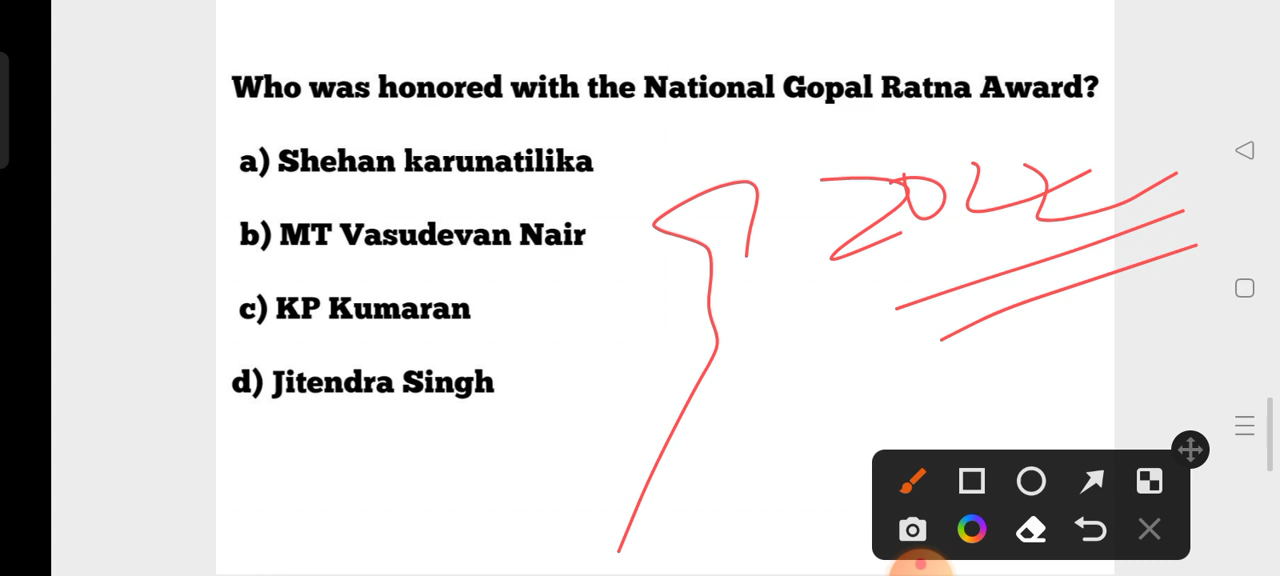 Who was honored with the National Gopal Ratna Award?
a) Shehan karunatilika
2022
b) MT Vasudevan Nair
c) KP Kumaran
d) Jitendra Singh